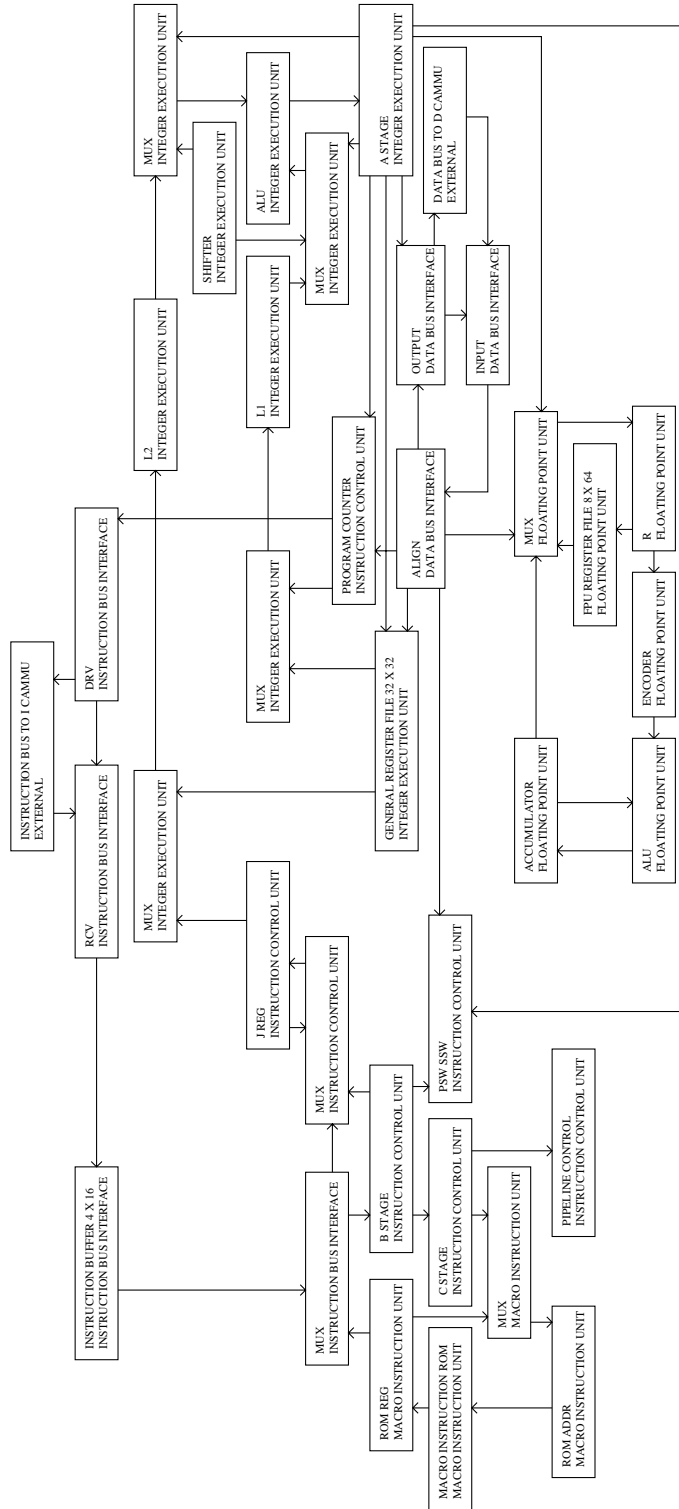 INSTRUCTION BUS TO I CAMMU
EXTERNAL
INSTRUCTION BUFFER 4 X 16
INSTRUCTION BUS INTERFACE
RCV
INSTRUCTION BUS INTERFACE
DRV
INSTRUCTION BUS INTERFACE
MUX
INTEGER EXECUTION UNIT
L2
INTEGER EXECUTION UNIT
MUX
INTEGER EXECUTION UNIT
SHIFTER
INTEGER EXECUTION UNIT
J REG
INSTRUCTION CONTROL UNIT
MUX
INTEGER EXECUTION UNIT
L1
INTEGER EXECUTION UNIT
ALU
INTEGER EXECUTION UNIT
MUX
INSTRUCTION BUS INTERFACE
MUX
INSTRUCTION CONTROL UNIT
MUX
INTEGER EXECUTION UNIT
PROGRAM COUNTER
INSTRUCTION CONTROL UNIT
ROM REG
MACRO INSTRUCTION UNIT
B STAGE
INSTRUCTION CONTROL UNIT
GENERAL REGISTER FILE 32 X 32
INTEGER EXECUTION UNIT
A STAGE
INTEGER EXECUTION UNIT
MACRO INSTRUCTION ROM
MACRO INSTRUCTION UNIT
C STAGE
INSTRUCTION CONTROL UNIT
PSW SSW
INSTRUCTION CONTROL UNIT
ALIGN
DATA BUS INTERFACE
OUTPUT
DATA BUS INTERFACE
DATA BUS TO D CAMMU
EXTERNAL
MUX
MACRO INSTRUCTION UNIT
INPUT
DATA BUS INTERFACE
ROM ADDR
MACRO INSTRUCTION UNIT
PIPELINE CONTROL
INSTRUCTION CONTROL UNIT
ACCUMULATOR
FLOATING POINT UNIT
MUX
FLOATING POINT UNIT
FPU REGISTER FILE 8 X 64
FLOATING POINT UNIT
ALU
FLOATING POINT UNIT
ENCODER
FLOATING POINT UNIT
R
FLOATING POINT UNIT